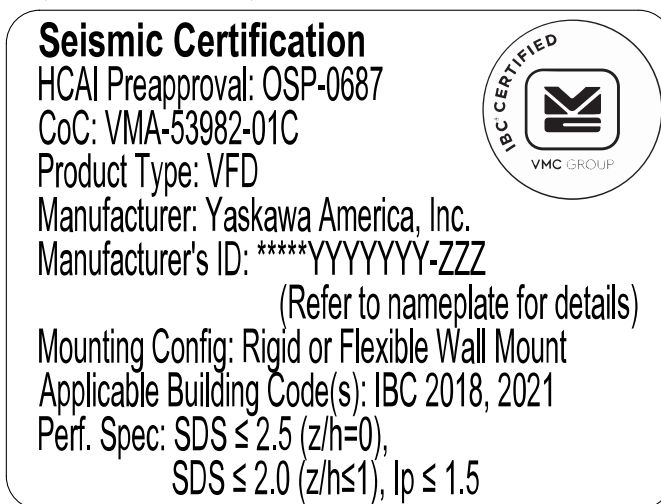 Seismic Certification
HCAI Preapproval: OSP-0687
CoC: VMA-53982-01C
Product Type: VFD
Manufacturer: Yaskawa America, Inc.
Manufacturer's ID: *****YYYYYYY-ZZZ
(Refer to nameplate for details)
Mounting Config: Rigid or Flexible Wall Mount
Applicable Building Code(s): IBC 2018, 2021
Perf. Spec: SDS ≤ 2.5 (z/h=0),
SDS ≤ 2.0 (z/h≤1), Ip ≤ 1.5
IBC+ CERTIFIED
VMC GROUP